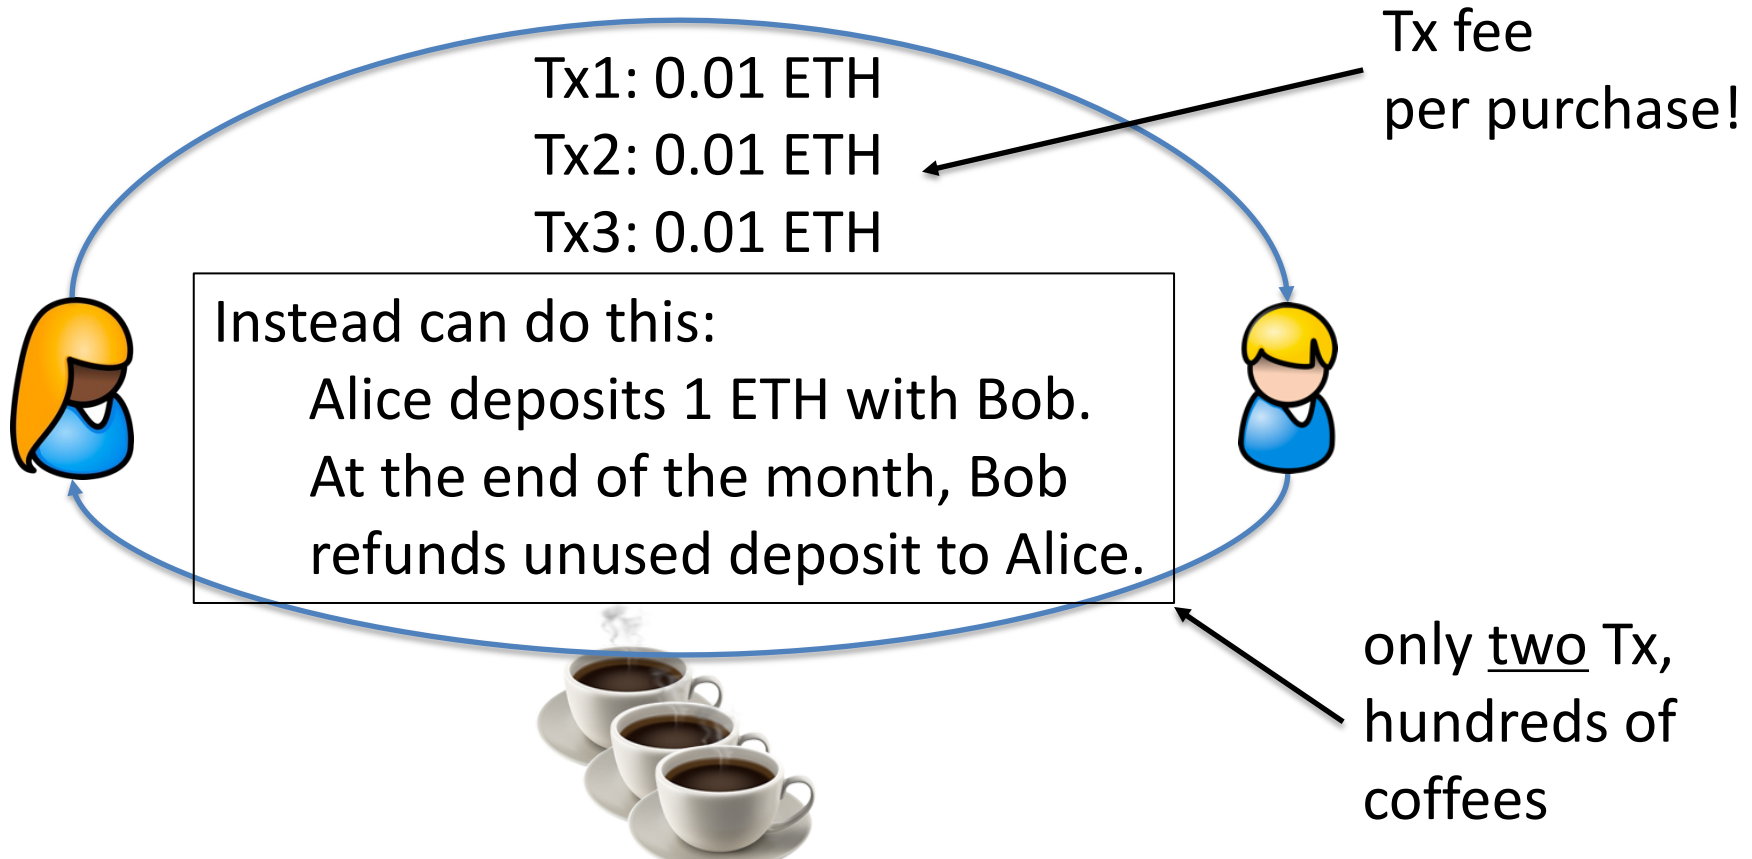 Tx1: 0.01 ETH
Tx2: 0.01 ETH
Tx3: 0.01 ETH
Tx fee
per purchase!
Instead can do this:
Alice deposits 1 ETH with Bob.
At the end of the month, Bob
refunds unused deposit to Alice.
only two Tx,
hundreds of
coffees